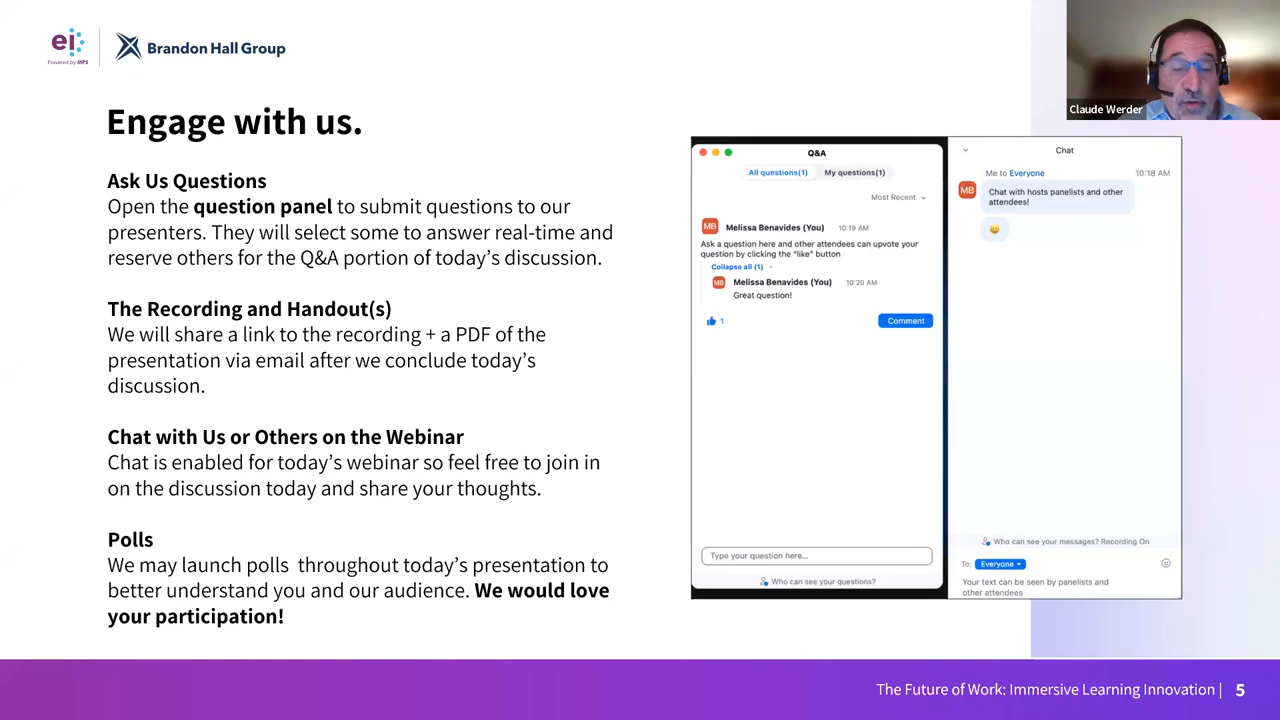 ei
Powered by MPS
Brandon Hall Group
Claude Werder
Engage with us.
Ask Us Questions
Open the question panel to submit questions to our
presenters. They will select some to answer real-time and
reserve others for the Q&A portion of today's discussion.
The Recording and Handout(s)
We will share a link to the recording + a PDF of the
presentation via email after we conclude today's
discussion.
Chat with Us or Others on the Webinar
Chat is enabled for today's webinar so feel free to join in
on the discussion today and share your thoughts.
Polls
We may launch polls throughout today's presentation to
better understand you and our audience. We would love
your participation!
Q&A
All questions(1) My questions(1)
Most Recent
MB Melissa Benavides (You) 10:19 AM
Ask a question here and other attendees can upvote your
question by clicking the "like" button
Collapse all (1)
MB Melissa Benavides (You) 10:20 AM
Great question!
1 Comment
Type your question here...
Who can see your questions?
Chat
Me to Everyone 10:18 AM
MB Chat with hosts panelists and other
attendees!
Who can see your messages? Recording On
To: Everyone
Your text can be seen by panelists and
other attendees
The Future of Work: Immersive Learning Innovation | 5